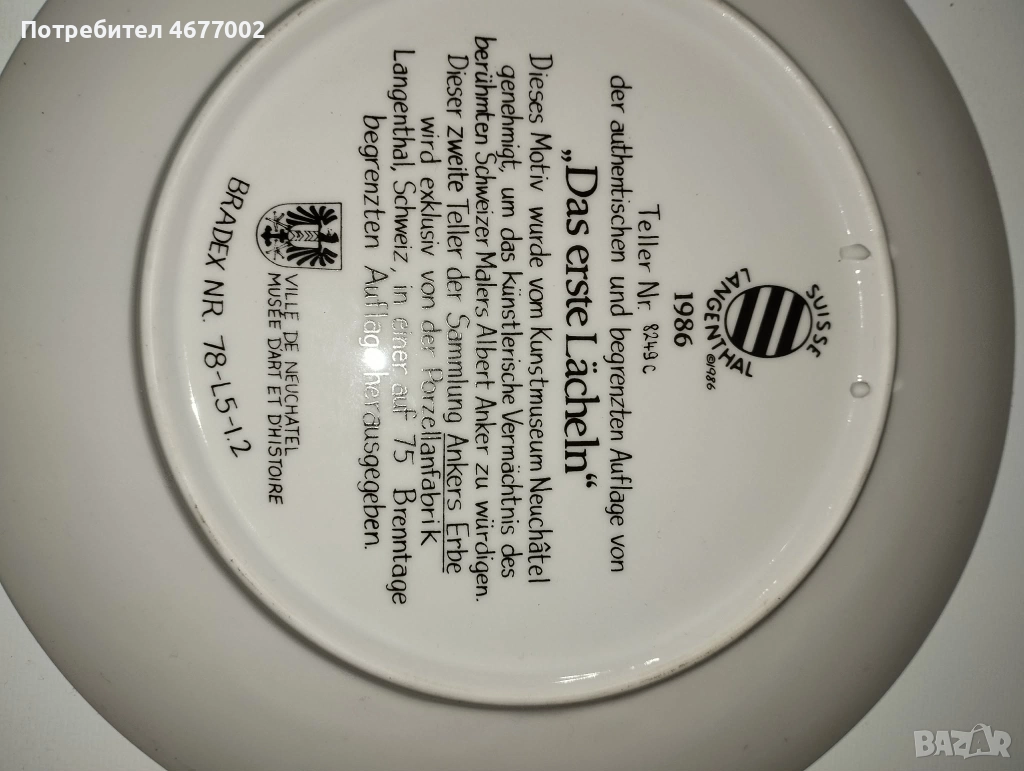 Потребител 4677002
SUISSE
LANGENTHAL
©1986
1986
Teller Nr. 8249 C
der authentischen und begrenzten Auflage von
„Das erste Lächeln“
Dieses Motiv wurde vom Kunstmuseum Neuchâtel
genehmigt, um das künstlerische Vermächtnis des
berühmten Schweizer Malers Albert Anker zu würdigen.
Dieser zweite Teller der Sammlung Ankers Erbe
wird exklusiv von der Porzellanfabrik
Langenthal, Schweiz, in einer auf 75 Brenntage
begrenzten Auflage herausgegeben.
VILLE DE NEUCHATEL
MUSÉE D'ART ET D'HISTOIRE
BRADEX NR. 78-L5-1.2
BAZAR